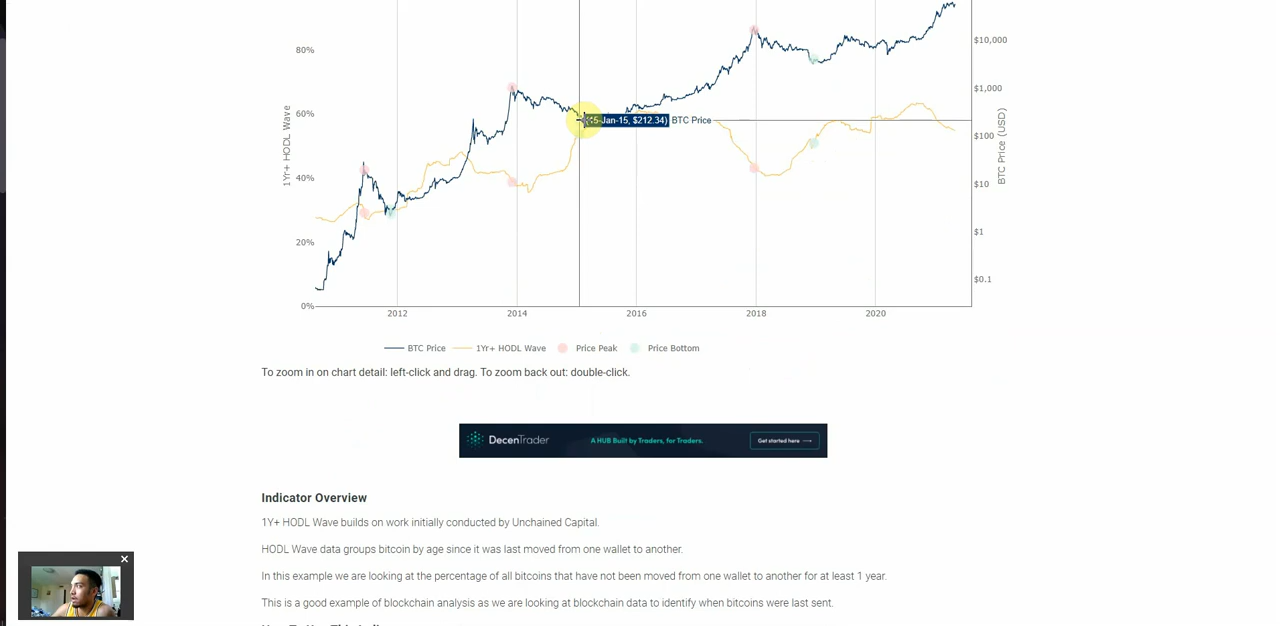 80%
$10,000
$1,000
60%
15-Jan-15, $212.34) BTC Price
$100
1Yr+ HODL Wave
BTC Price (USD)
40%
$10
20%
$1
$0.1
0%
2012 2014 2016 2018 2020
BTC Price 1Yr+ HODL Wave Price Peak Price Bottom
To zoom in on chart detail: left-click and drag. To zoom back out: double-click.
DecenTrader A HUB Built by Traders, for Traders. Get started here →
Indicator Overview
1Y+ HODL Wave builds on work initially conducted by Unchained Capital.
HODL Wave data groups bitcoin by age since it was last moved from one wallet to another.
In this example we are looking at the percentage of all bitcoins that have not been moved from one wallet to another for at least 1 year.
This is a good example of blockchain analysis as we are looking at blockchain data to identify when bitcoins were last sent.